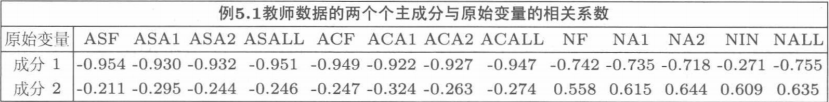 例5.1教师数据的两个个主成分与原始变量的相关系数
原始变量 ASF ASA1 ASA2 ASALL ACF ACA1 ACA2 ACALL NF NA1 NA2 NIN NALL
成分 1 -0.954 -0.930 -0.932 -0.951 -0.949 -0.922 -0.927 -0.947 -0.742 -0.735 -0.718 -0.271 -0.755
成分 2 -0.211 -0.295 -0.244 -0.246 -0.247 -0.324 -0.263 -0.274 0.558 0.615 0.644 0.609 0.635